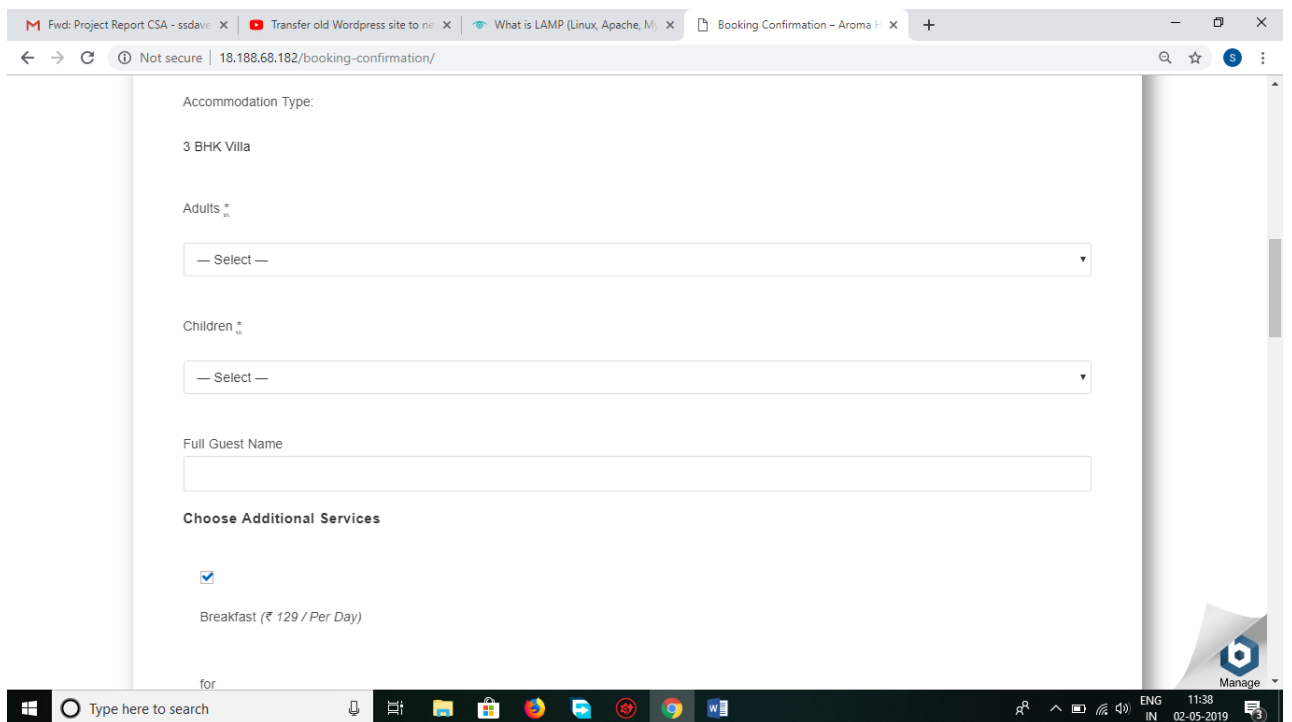 Fwd: Project Report CSA - ssdave
Transfer old Wordpress site to ne
What is LAMP (Linux, Apache, My
Booking Confirmation – Aroma H
Not secure | 18.188.68.182/booking-confirmation/
S
Accommodation Type:
3 BHK Villa
Adults *
— Select —
Children *
— Select —
Full Guest Name
Choose Additional Services
Breakfast (₹ 129 / Per Day)
for
Manage
Type here to search
ENG
IN
11:38
02-05-2019
3